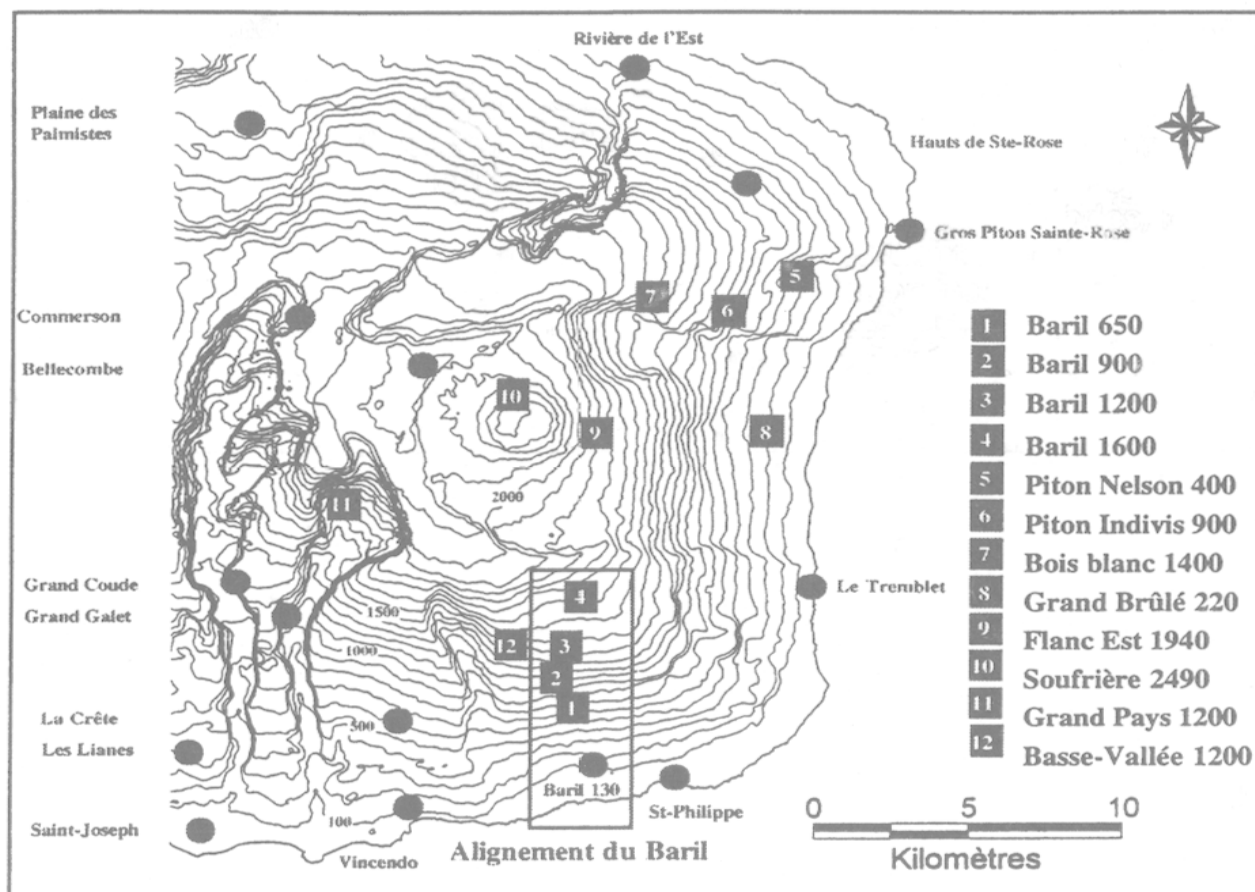 Rivière de l'Est
Plaine des
Palmistes
Hauts de Ste-Rose
Gros Piton Sainte-Rose
Commerson
Bellecombe
Grand Coude
Grand Galet
La Crête
Les Lianes
Saint-Joseph
Vincendo
St-Philippe
Le Tremblet
Baril 130
Alignement du Baril
2000
1500
1000
500
100
5
7
6
10
9
8
11
4
12
3
2
1
1 Baril 650
2 Baril 900
3 Baril 1200
4 Baril 1600
5 Piton Nelson 400
6 Piton Indivis 900
7 Bois blanc 1400
8 Grand Brûlé 220
9 Flanc Est 1940
10 Soufrière 2490
11 Grand Pays 1200
12 Basse-Vallée 1200
0 5 10
Kilomètres